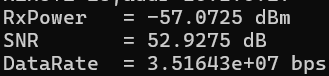 RxPower = -57.0725 dBm
SNR = 52.9275 dB
DataRate = 3.51643e+07 bps